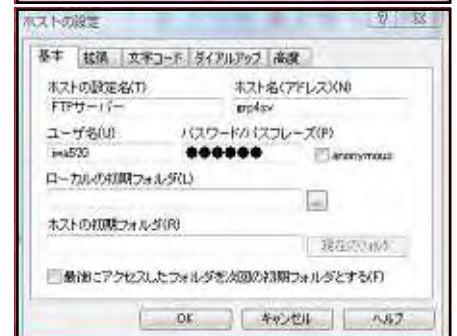 ホストの設定
基本 拡張 文字コード ダイアルアップ 高度
ホストの設定名(T) ホスト名(アドレス)(N)
FTPサーバー grp4sv
ユーザ名(U) パスワード/パスフレーズ(P)
ima520 ●●●●●● anonymous
ローカルの初期フォルダ(L)
...
ホストの初期フォルダ(R)
現在のフォルダ
最後にアクセスしたフォルダを次回の初期フォルダとする(F)
OK キャンセル ヘルプ